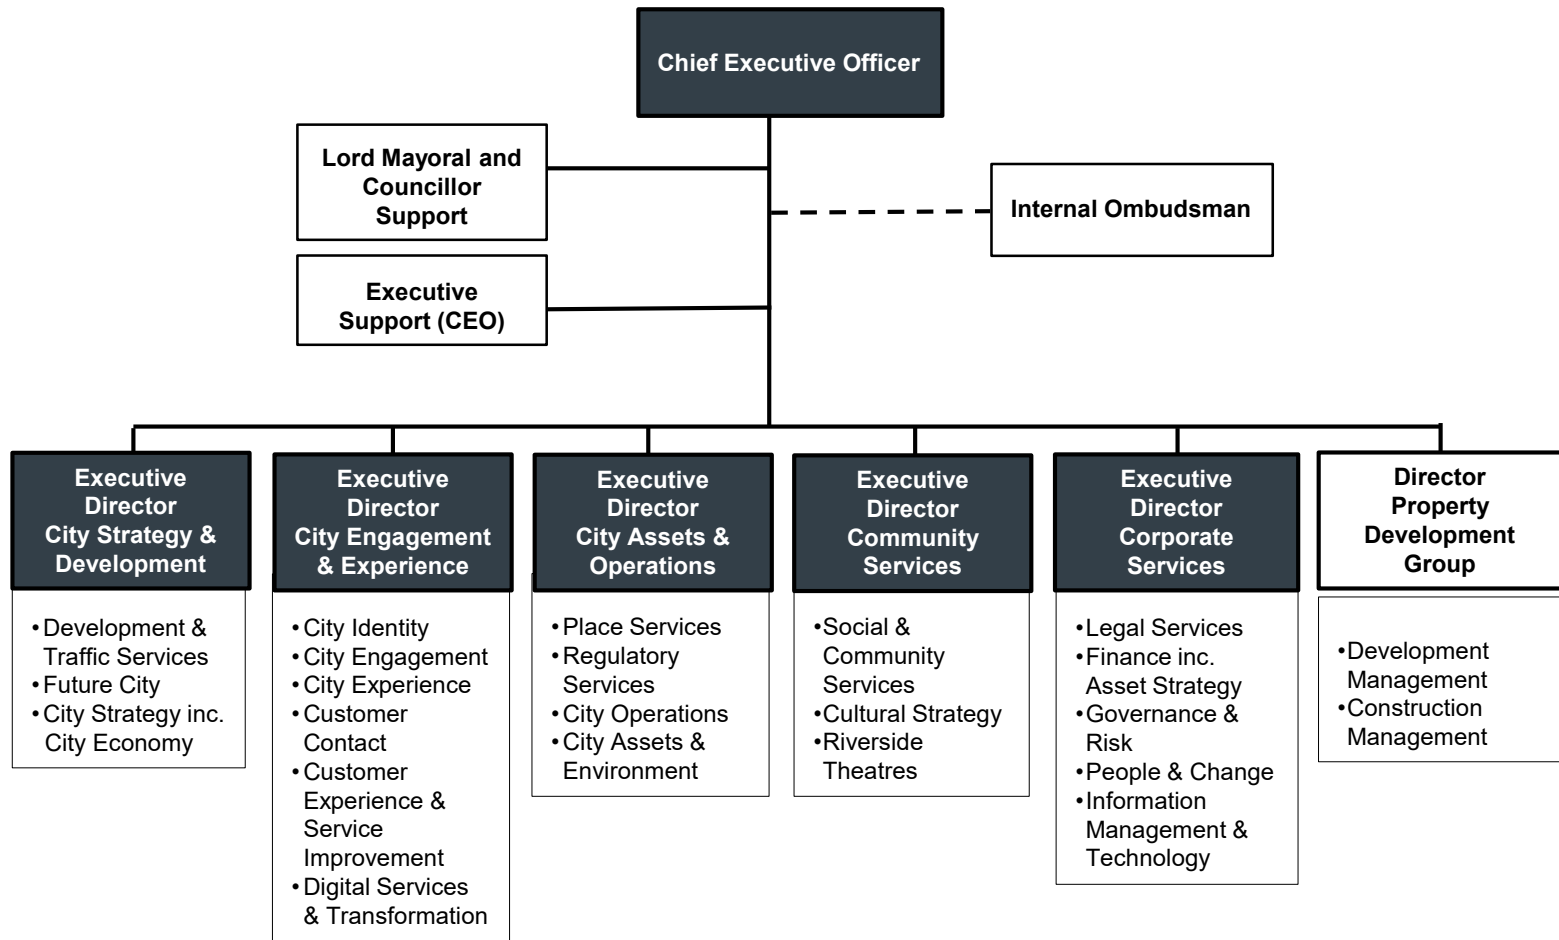 Chief Executive Officer
Lord Mayoral and
Councillor
Support
Internal Ombudsman
Executive
Support (CEO)
Executive
Director
City Strategy &
Development
•Development &
Traffic Services
•Future City
•City Strategy inc.
City Economy
Executive
Director
City Engagement
& Experience
•City Identity
•City Engagement
•City Experience
•Customer
Contact
•Customer
Experience &
Service
Improvement
•Digital Services
& Transformation
Executive
Director
City Assets &
Operations
•Place Services
•Regulatory
Services
•City Operations
•City Assets &
Environment
Executive
Director
Community
Services
•Social &
Community
Services
•Cultural Strategy
•Riverside
Theatres
Executive
Director
Corporate
Services
•Legal Services
•Finance inc.
Asset Strategy
•Governance &
Risk
•People & Change
•Information
Management &
Technology
Director
Property
Development
Group
•Development
Management
•Construction
Management